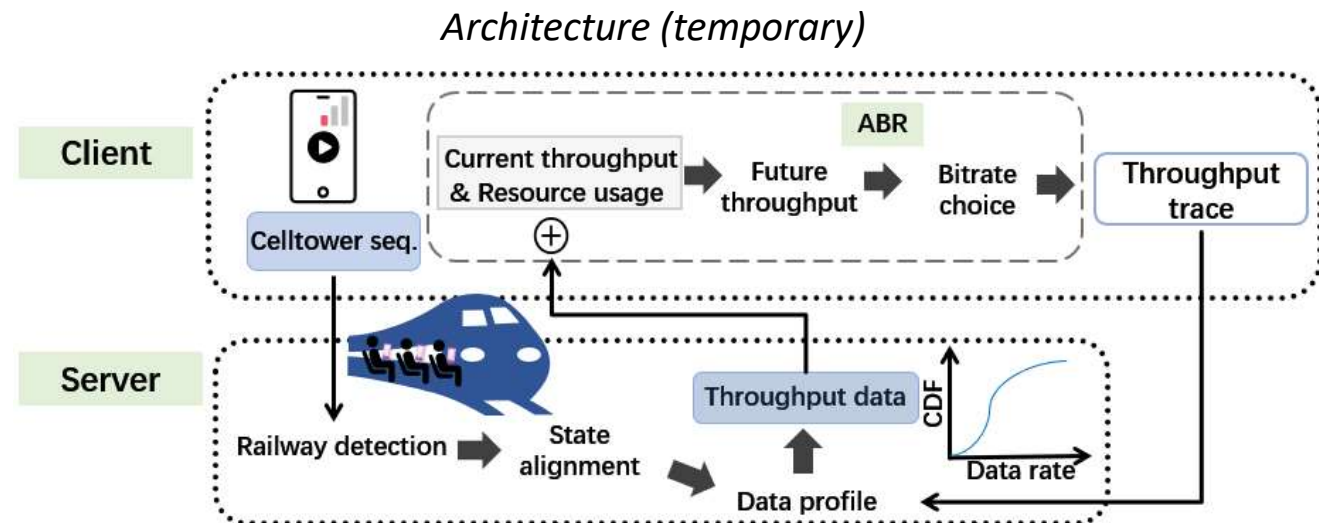 Architecture (temporary)
Client
Celltower seq.
Current throughput
& Resource usage
Future
throughput
ABR
Bitrate
choice
Throughput
trace
Server
Railway detection
State
alignment
Data profile
Throughput data
CDF
Data rate